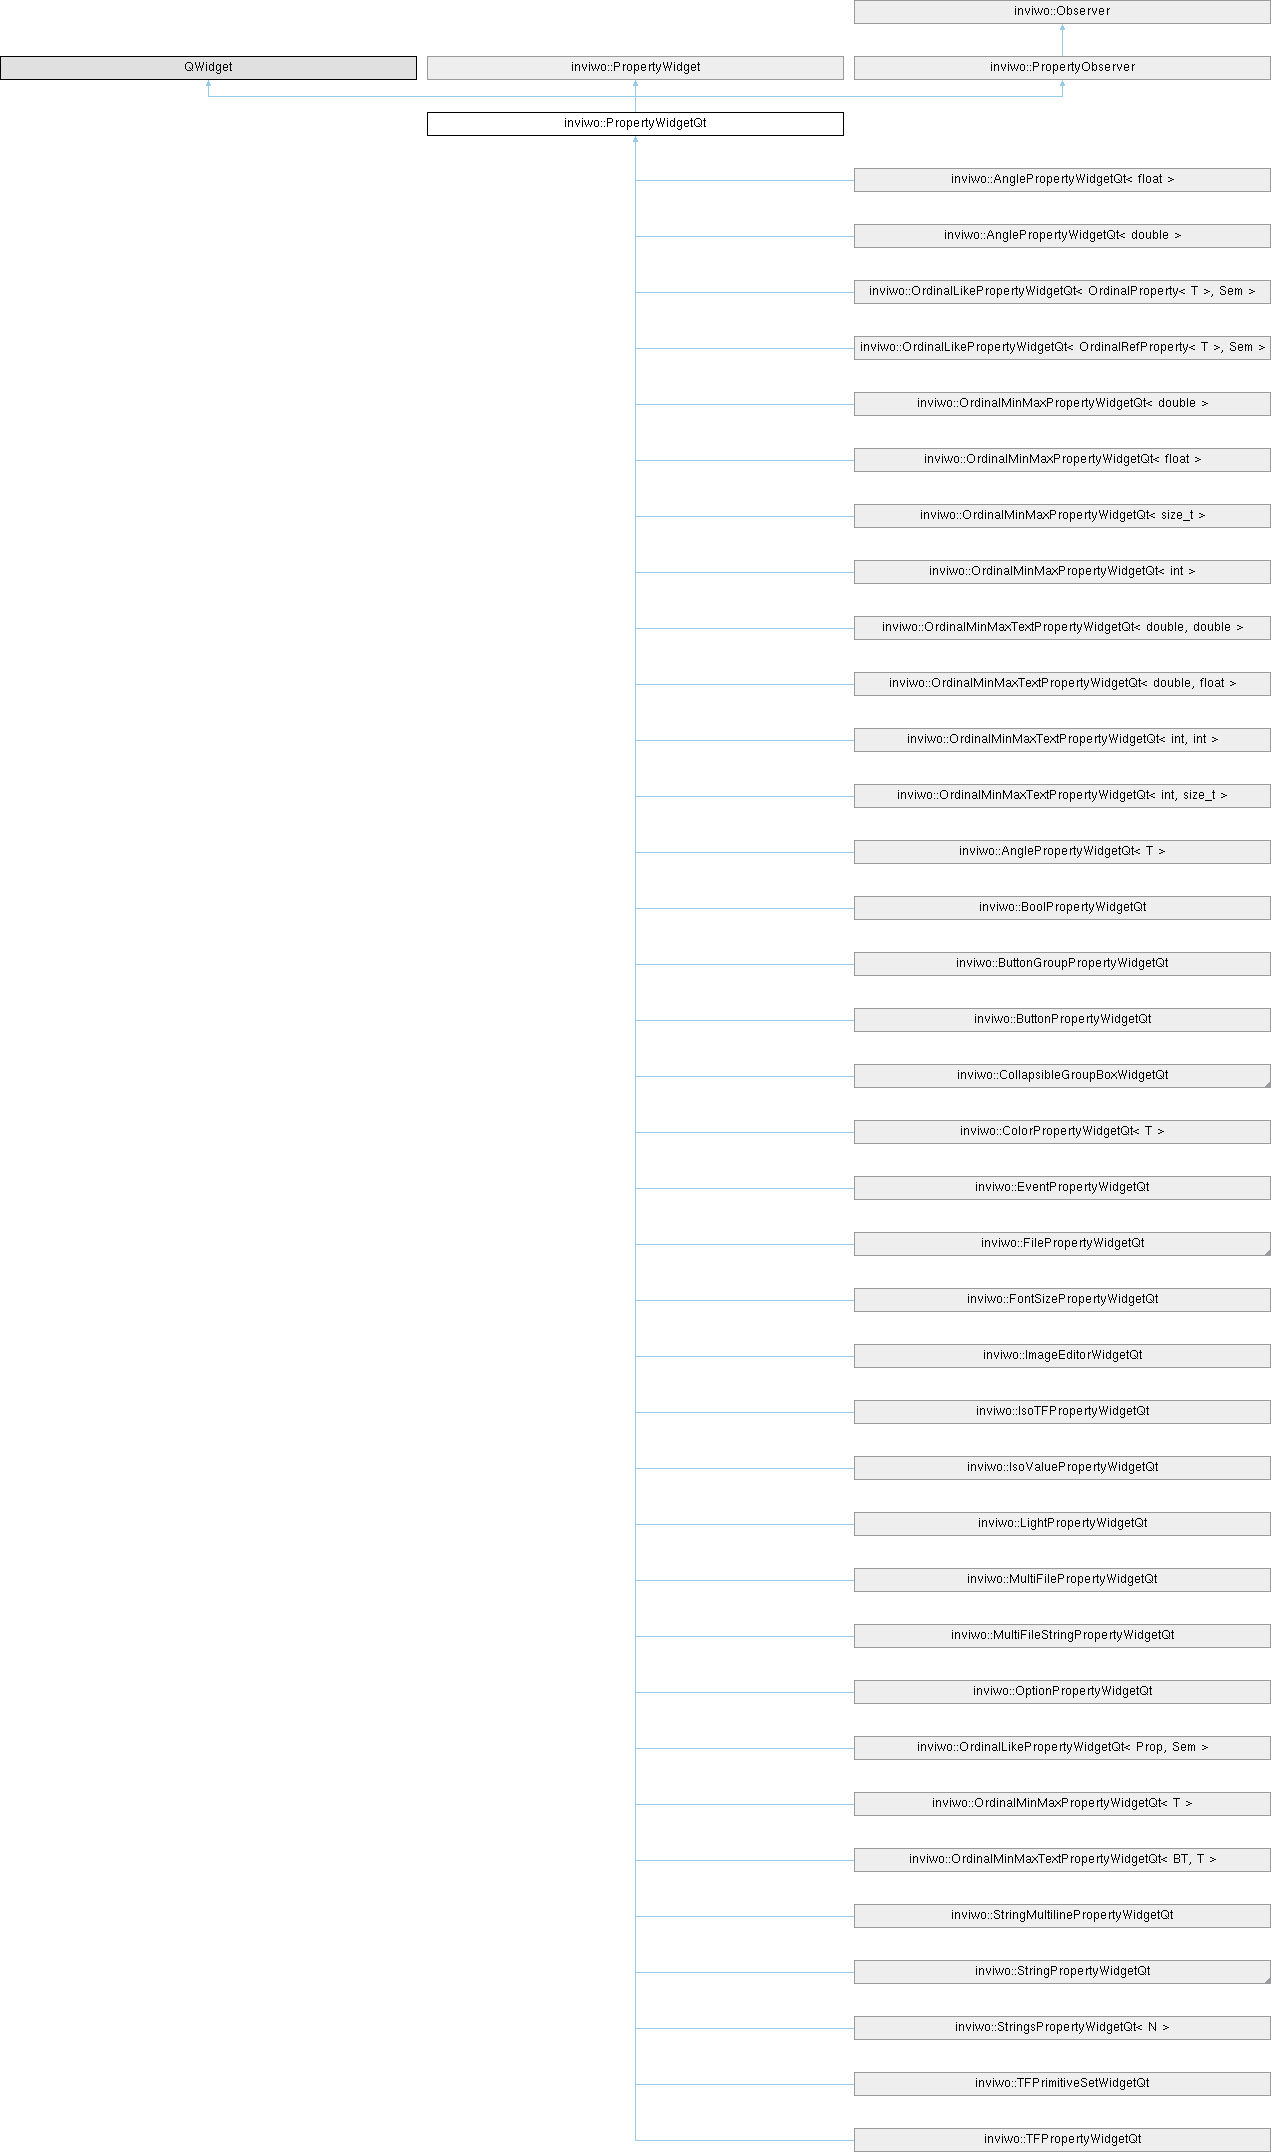 inviwo::Observer
QWidget
inviwo::PropertyWidget
inviwo::PropertyObserver
inviwo::PropertyWidgetQt
inviwo::AnglePropertyWidgetQt< float >
inviwo::AnglePropertyWidgetQt< double >
inviwo::OrdinalLikePropertyWidgetQt< OrdinalProperty< T >, Sem >
inviwo::OrdinalLikePropertyWidgetQt< OrdinalRefProperty< T >, Sem >
inviwo::OrdinalMinMaxPropertyWidgetQt< double >
inviwo::OrdinalMinMaxPropertyWidgetQt< float >
inviwo::OrdinalMinMaxPropertyWidgetQt< size_t >
inviwo::OrdinalMinMaxPropertyWidgetQt< int >
inviwo::OrdinalMinMaxTextPropertyWidgetQt< double, double >
inviwo::OrdinalMinMaxTextPropertyWidgetQt< double, float >
inviwo::OrdinalMinMaxTextPropertyWidgetQt< int, int >
inviwo::OrdinalMinMaxTextPropertyWidgetQt< int, size_t >
inviwo::AnglePropertyWidgetQt< T >
inviwo::BoolPropertyWidgetQt
inviwo::ButtonGroupPropertyWidgetQt
inviwo::ButtonPropertyWidgetQt
inviwo::CollapsibleGroupBoxWidgetQt
inviwo::ColorPropertyWidgetQt< T >
inviwo::EventPropertyWidgetQt
inviwo::FilePropertyWidgetQt
inviwo::FontSizePropertyWidgetQt
inviwo::ImageEditorWidgetQt
inviwo::IsoTFPropertyWidgetQt
inviwo::IsoValuePropertyWidgetQt
inviwo::LightPropertyWidgetQt
inviwo::MultiFilePropertyWidgetQt
inviwo::MultiFileStringPropertyWidgetQt
inviwo::OptionPropertyWidgetQt
inviwo::OrdinalLikePropertyWidgetQt< Prop, Sem >
inviwo::OrdinalMinMaxPropertyWidgetQt< T >
inviwo::OrdinalMinMaxTextPropertyWidgetQt< BT, T >
inviwo::StringMultilinePropertyWidgetQt
inviwo::StringPropertyWidgetQt
inviwo::StringsPropertyWidgetQt< N >
inviwo::TFPrimitiveSetWidgetQt
inviwo::TFPropertyWidgetQt